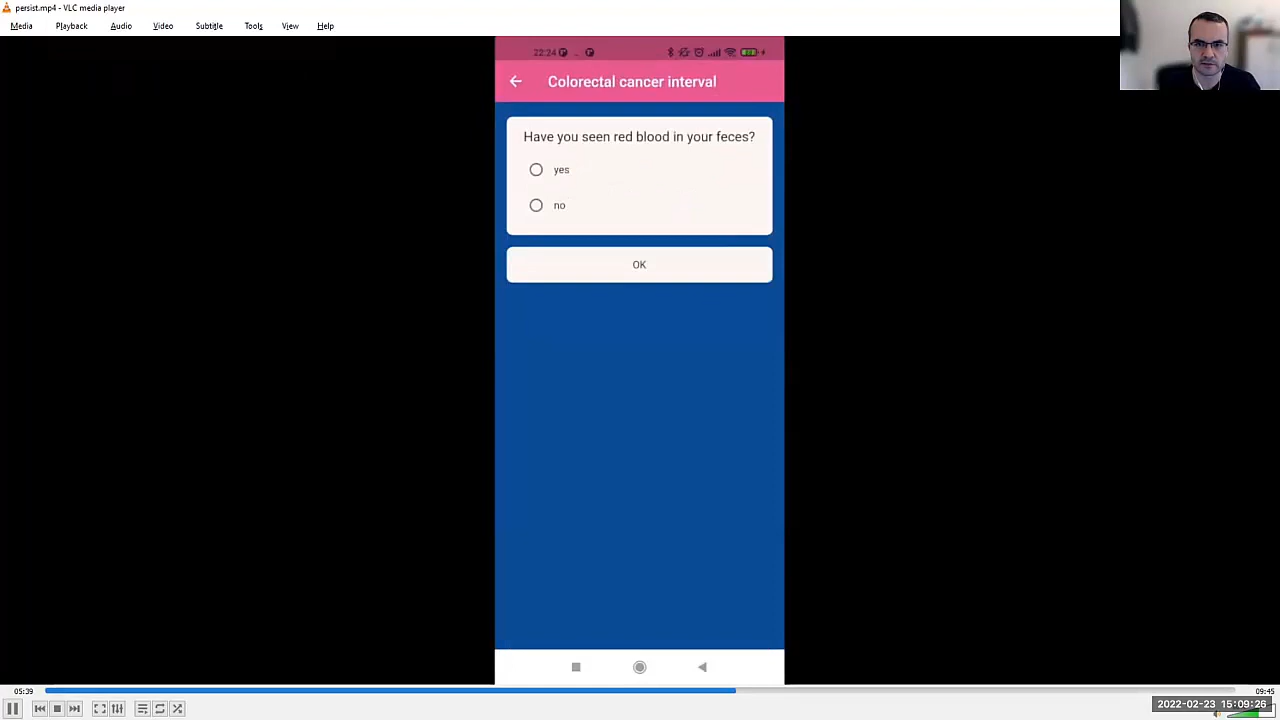 persist.mp4 - VLC media player
Media Playback Audio Video Subtitle Tools View Help
22:24
Colorectal cancer interval
Have you seen red blood in your feces?
yes
no
OK
05:39
09:45
2022-02-23 15:09:26